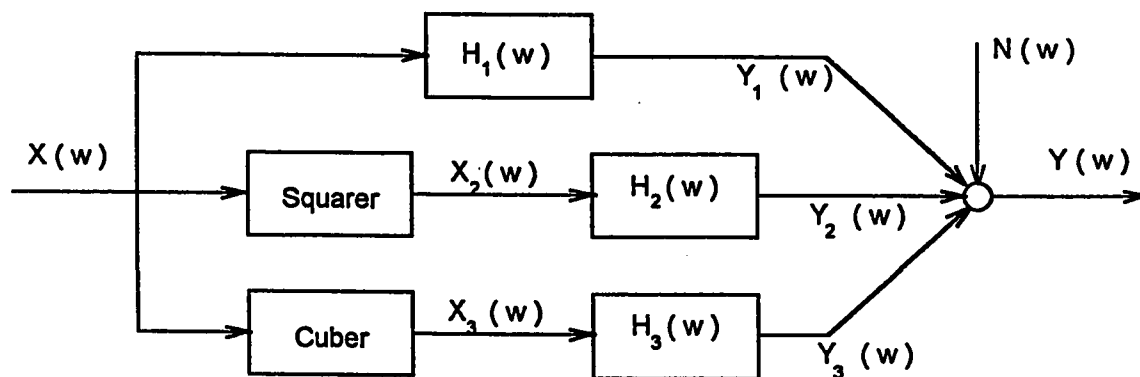 H₁(w)
N(w)
Y₁ (w)
X(w)
Y(w)
Squarer
X₂(w)
H₂(w)
Y₂ (w)
Cuber
X₃ (w)
H₃(w)
Y₃ (w)